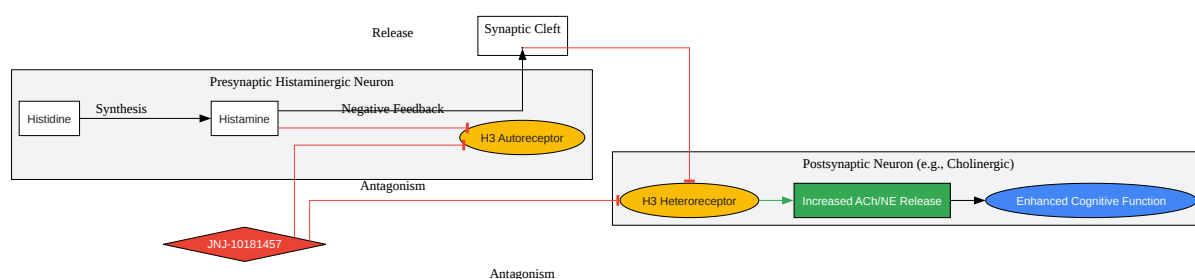 Release
Synaptic Cleft
Presynaptic Histaminergic Neuron
Histidine
Synthesis
Histamine
Negative Feedback
H3 Autoreceptor
Postsynaptic Neuron (e.g., Cholinergic)
Antagonism
H3 Heteroreceptor
Increased ACh/NE Release
Enhanced Cognitive Function
JNJ-10181457
Antagonism